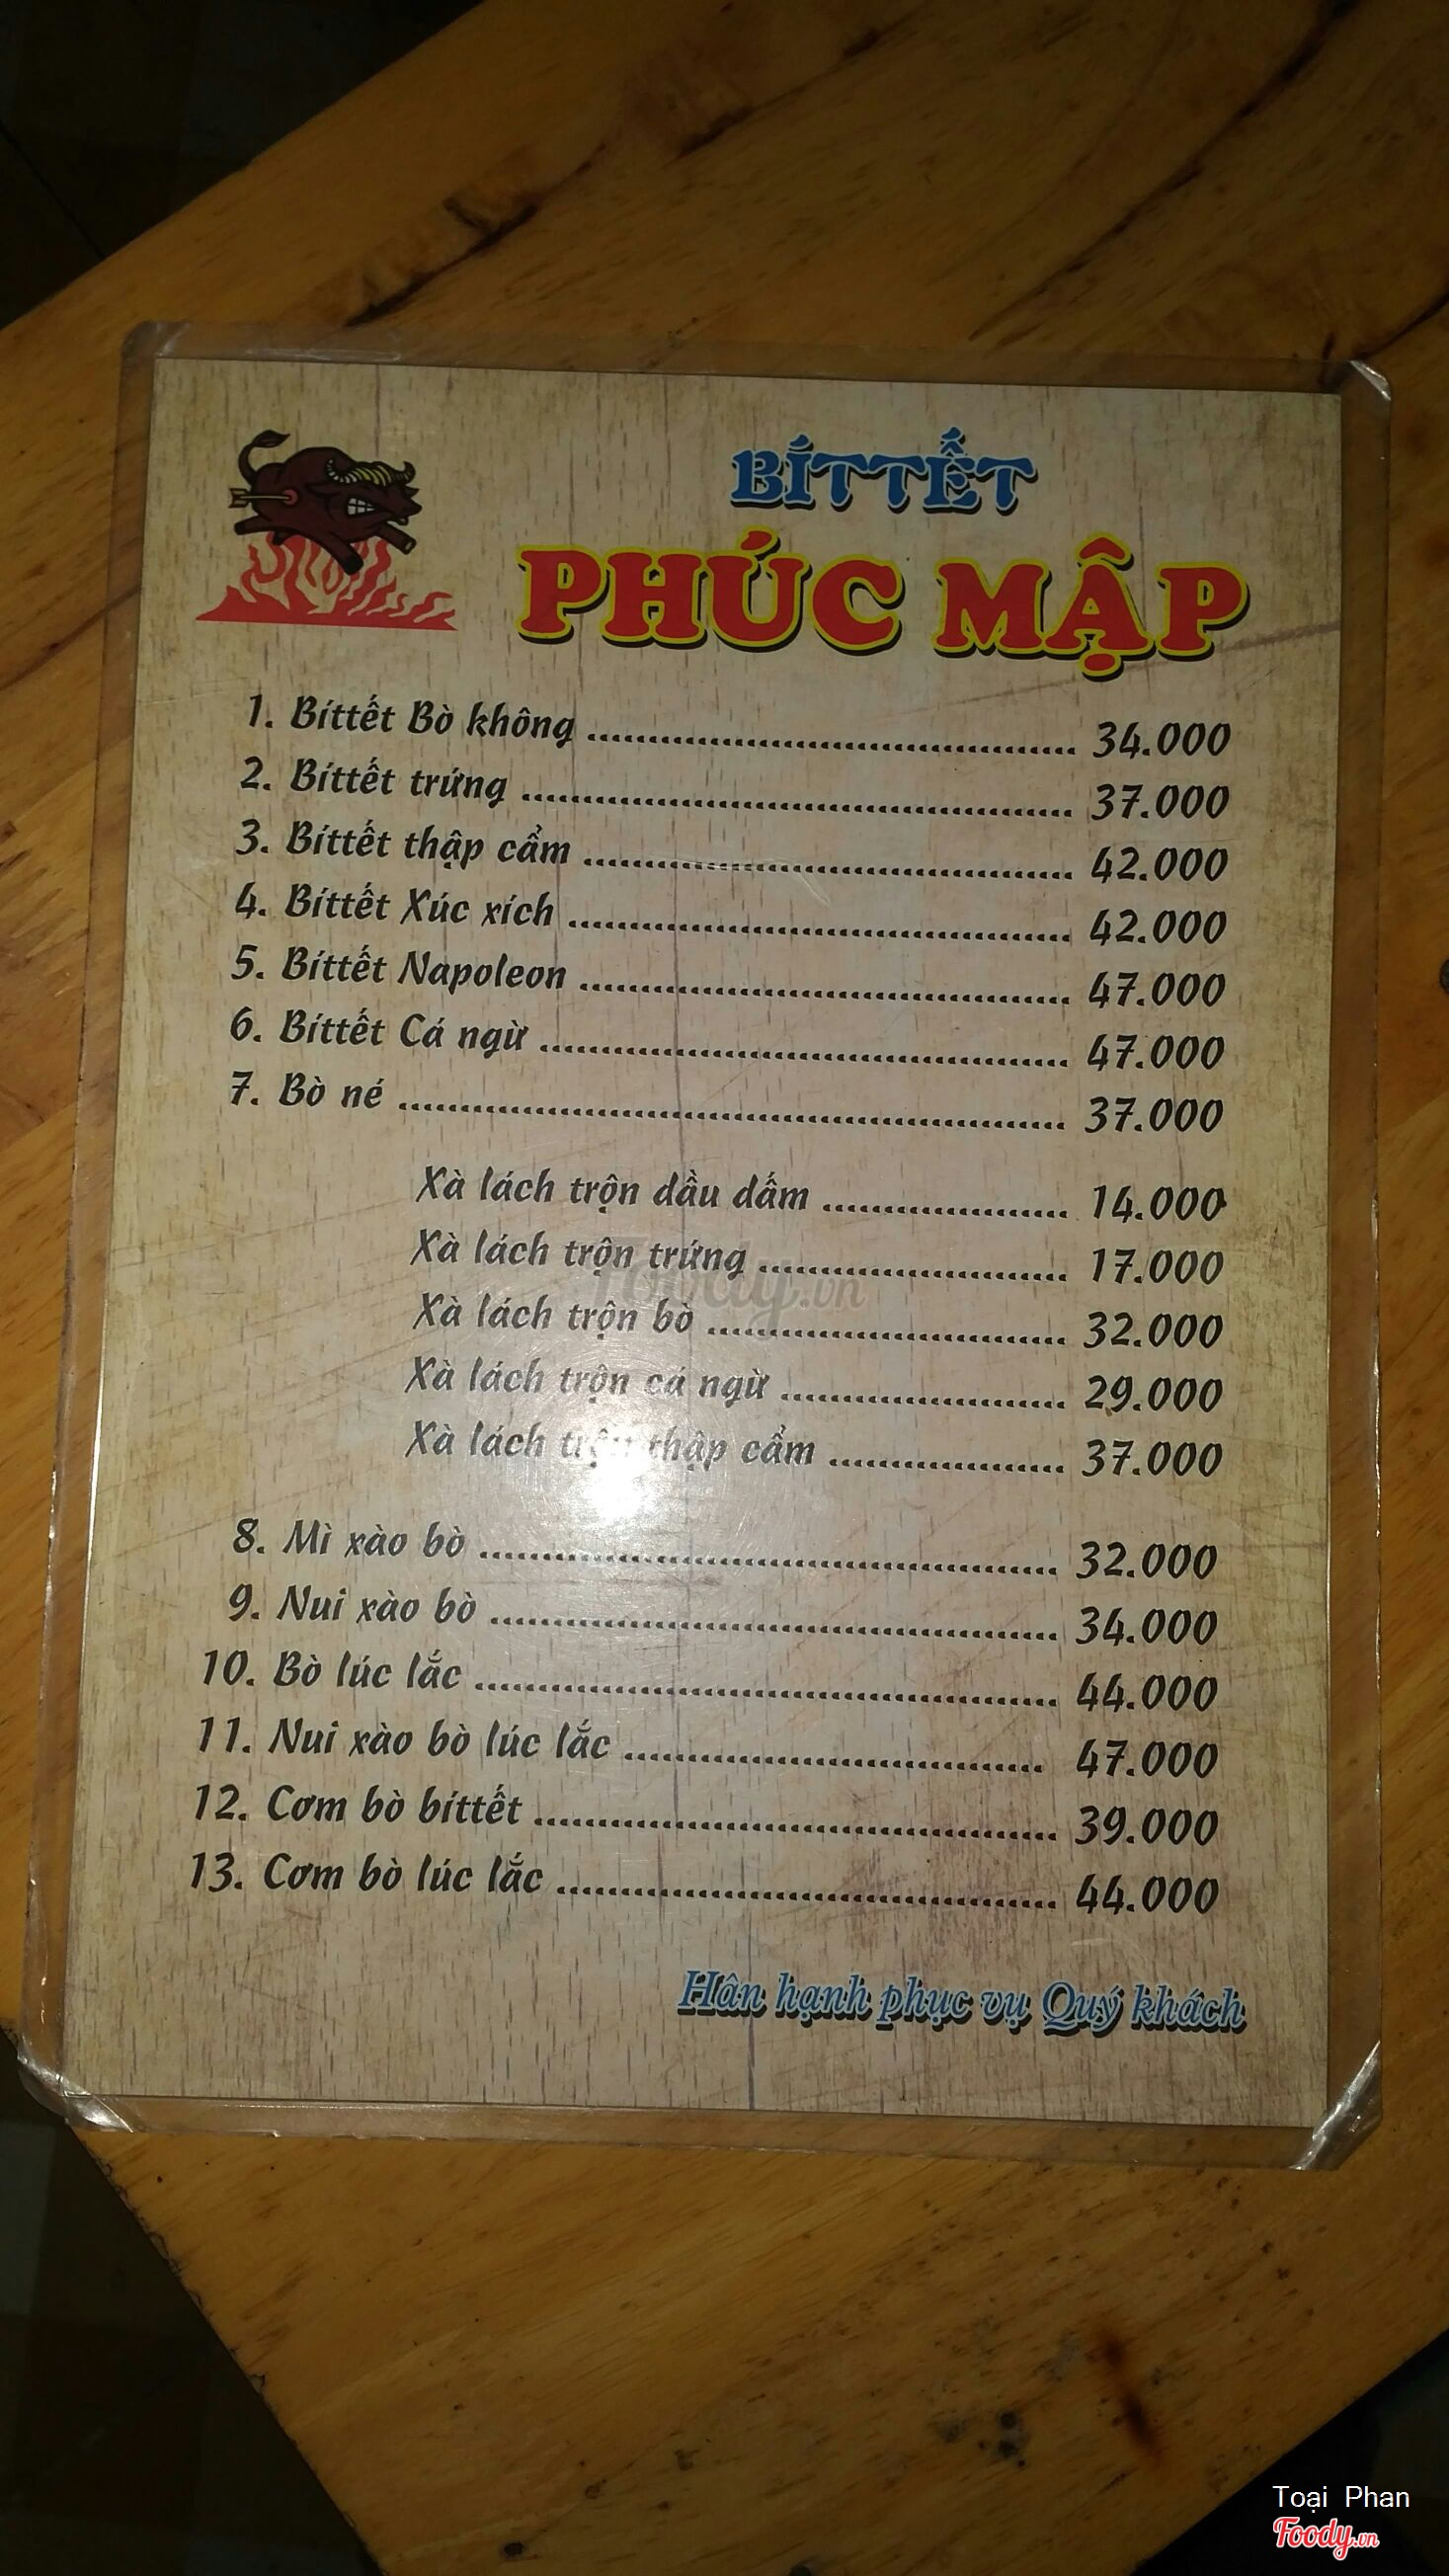 BÍTTẾT
PHÚC MẬP
1. Bíttết Bò không ........................ 34.000
2. Bíttết trứng ........................ 37.000
3. Bíttết thập cẩm ........................ 42.000
4. Bíttết Xúc xích ........................ 42.000
5. Bíttết Napoleon ........................ 47.000
6. Bíttết Cá ngừ ........................ 47.000
7. Bò né ........................ 37.000
Xà lách trộn dầu dấm ........................ 14.000
Xà lách trộn trứng ........................ 17.000
Xà lách trộn bò ........................ 32.000
Xà lách trộn cá ngừ ........................ 29.000
Xà lách trộn thập cẩm ........................ 37.000
8. Mì xào bò ........................ 32.000
9. Nui xào bò ........................ 34.000
10. Bò lúc lắc ........................ 44.000
11. Nui xào bò lúc lắc ........................ 47.000
12. Cơm bò bíttết ........................ 39.000
13. Cơm bò lúc lắc ........................ 44.000
Hân hạnh phục vụ Quý khách
Foody.vn
Toại Phan
Foody.vn